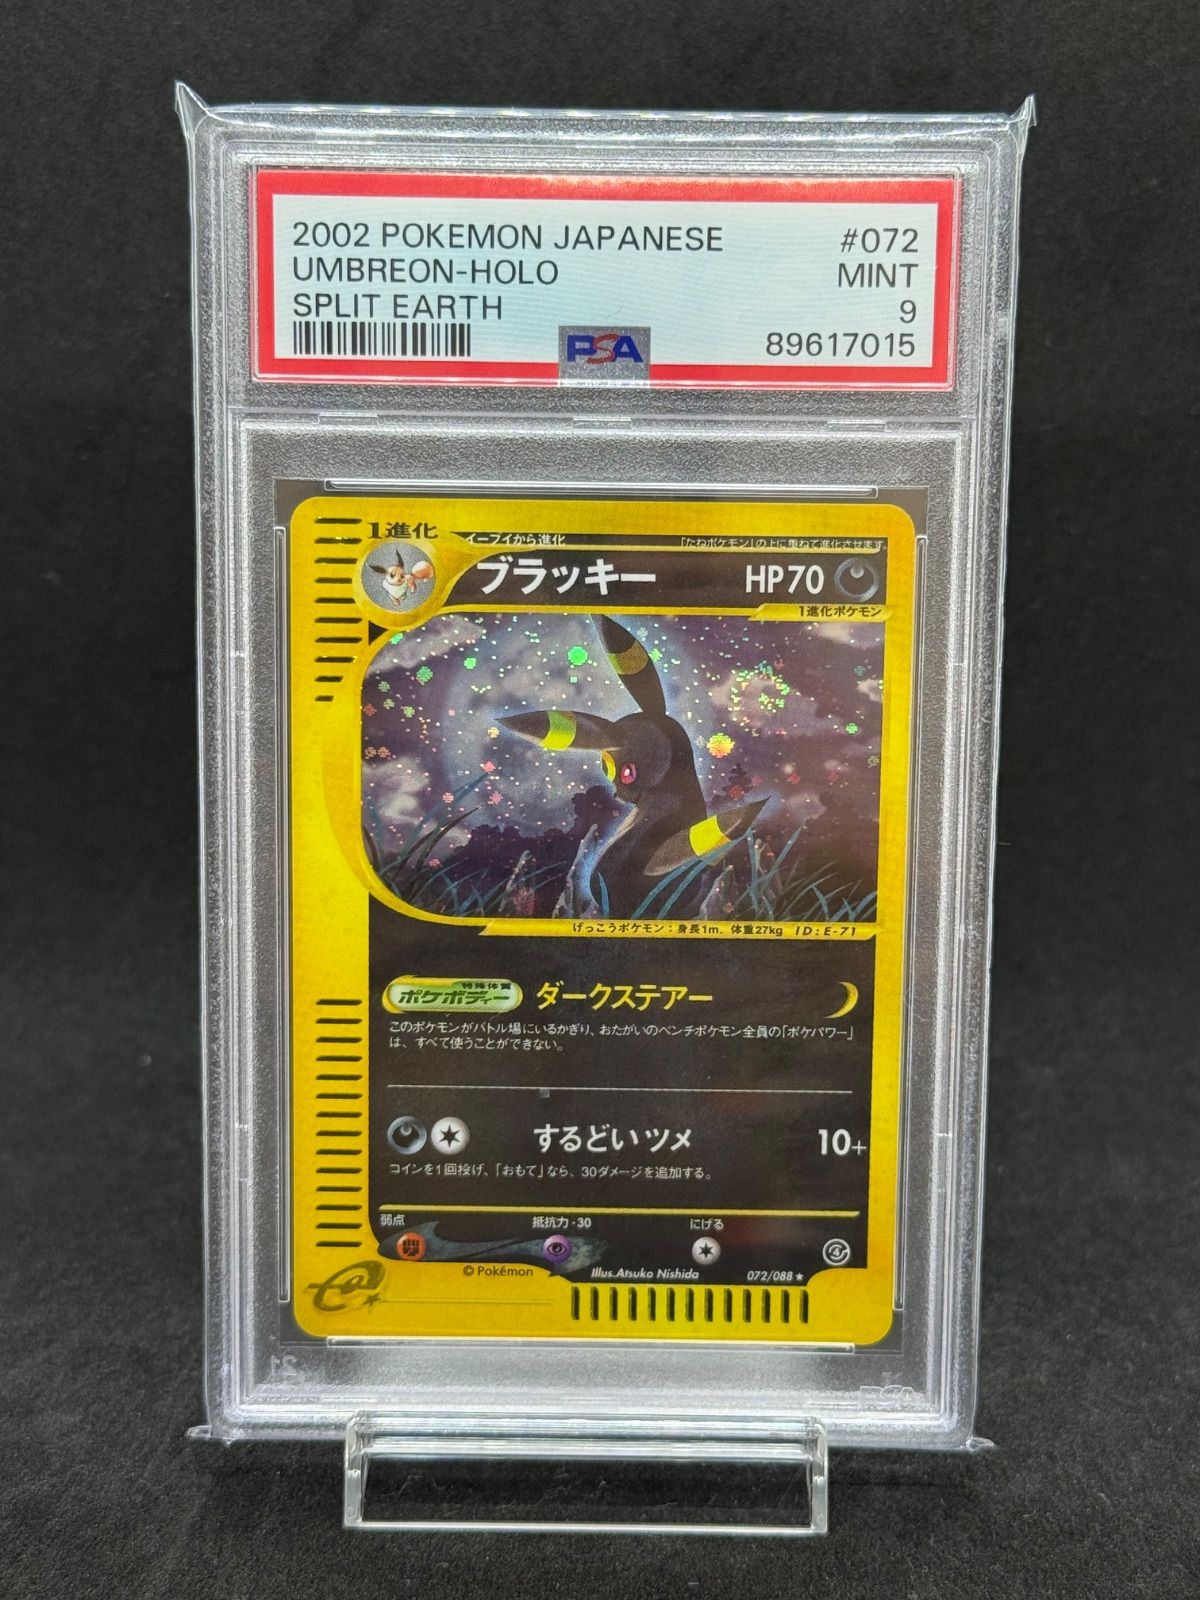 2002 POKEMON JAPANESE #072
UMBREON-HOLO MINT
SPLIT EARTH 9
PSA 89617015
1進化 イーブイから進化 「たねポケモン」の上に重ねて進化させます
ブラッキー HP70
1進化ポケモン
げっこうポケモン:身長1m、体重27kg ID:E-71
特殊体質
ポケボディー ダークステアー
このポケモンがバトル場にいるかぎり、おたがいのベンチポケモン全員の「ポケパワー」
は、すべて使うことができない。
するどいツメ 10+
コインを1回投げ、「おもて」なら、30ダメージを追加する。
弱点 抵抗力-30 にげる
© Pokémon Illus.Atsuko Nishida 072/088★
e